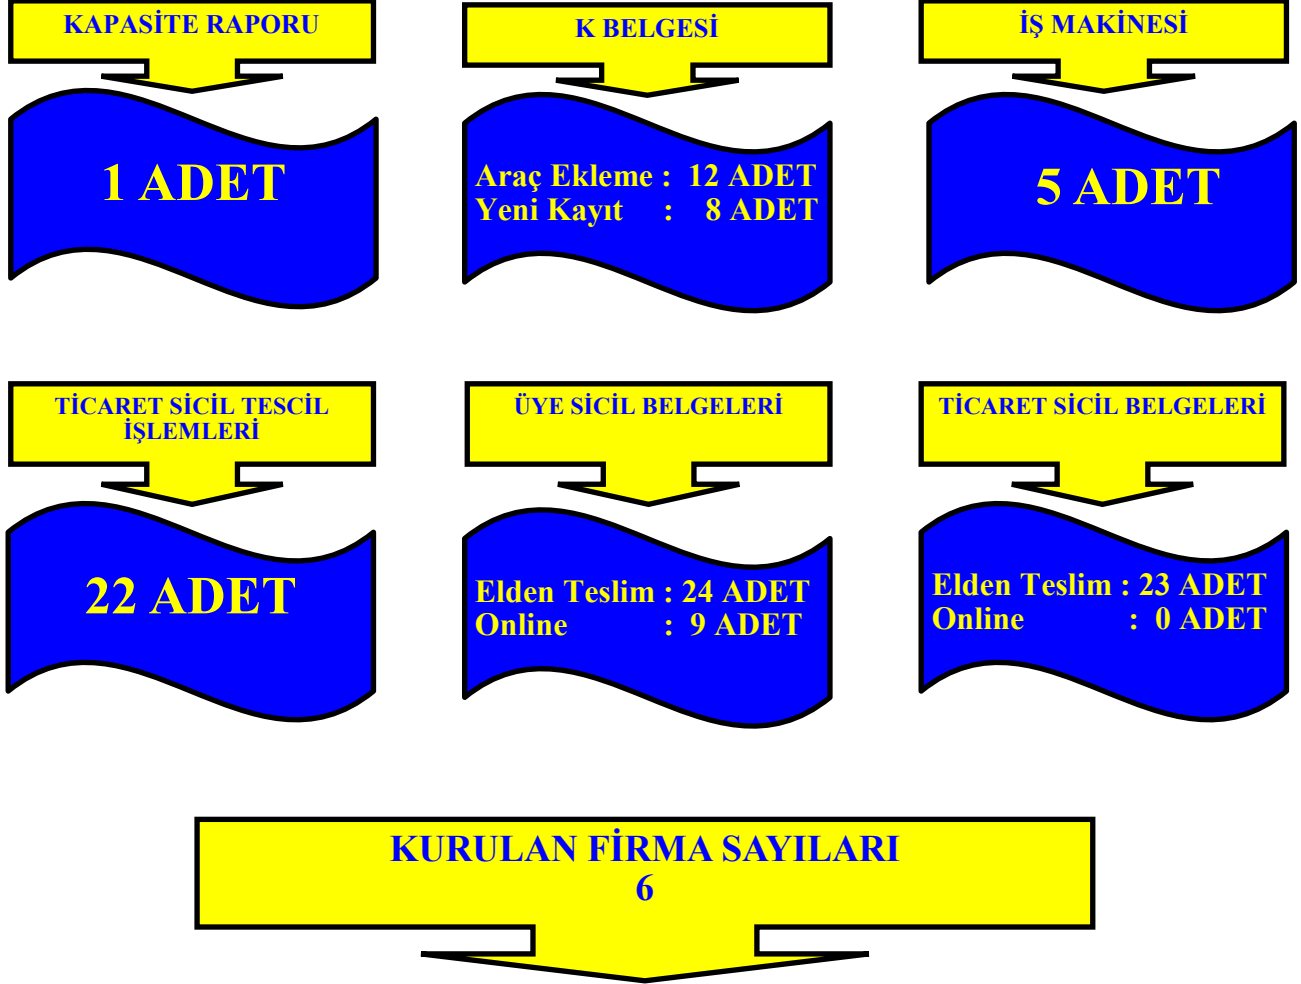 KAPASİTE RAPORU
K BELGESİ
İŞ MAKİNESİ
1 ADET
Araç Ekleme : 12 ADET
Yeni Kayıt : 8 ADET
5 ADET
TİCARET SİCİL TESCİL
İŞLEMLERİ
ÜYE SİCİL BELGELERİ
TİCARET SİCİL BELGELERİ
22 ADET
Elden Teslim : 24 ADET
Online : 9 ADET
Elden Teslim : 23 ADET
Online : 0 ADET
KURULAN FİRMA SAYILARI
6